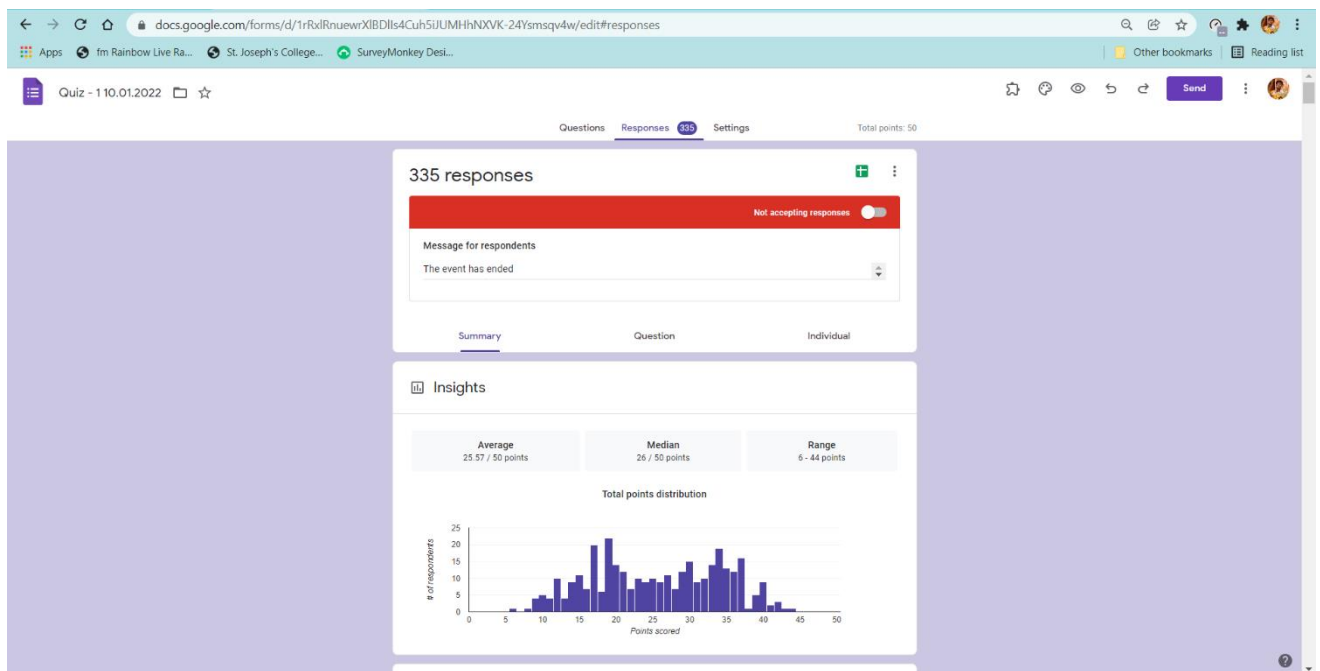 docs.google.com/forms/d/1rRxlRnuewrXlBDlls4Cuh5iJUMHhNXVK-24Ysmsqv4w/edit#responses
Apps fm Rainbow Live Ra... St. Joseph's College... SurveyMonkey Desi... Other bookmarks Reading list
Quiz - 1 10.01.2022 Send
Questions Responses 335 Settings Total points: 50
335 responses
Not accepting responses
Message for respondents
The event has ended
Summary Question Individual
Insights
Average Median Range
25.57 / 50 points 26 / 50 points 6 - 44 points
Total points distribution
# of respondents
25
20
15
10
5
0
0 5 10 15 20 25 30 35 40 45 50
Points scored